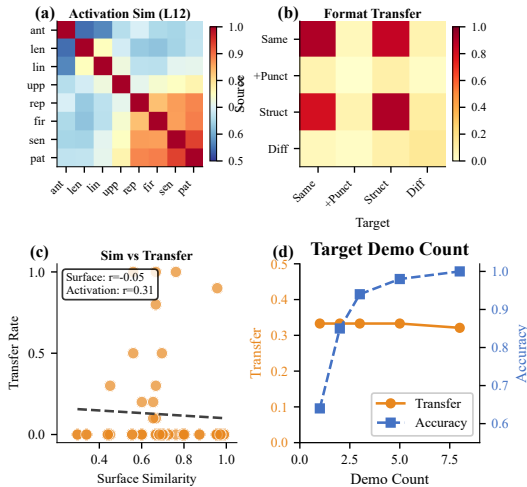 (a) Activation Sim (L12)
ant
len
lin
upp
rep
fir
sen
pat
ant
len
lin
upp
rep
fir
sen
pat
1.0
0.9
0.8
0.7
0.6
0.5
(b) Format Transfer
Source
Same
+Punct
Struct
Diff
Same
+Punct
Struct
Diff
Target
1.0
0.8
0.6
0.4
0.2
0.0
(c) Sim vs Transfer
Surface: r=-0.05
Activation: r=0.31
Transfer Rate
1.0
0.5
0.0
0.4
0.6
0.8
1.0
Surface Similarity
(d) Target Demo Count
Transfer
0.5
0.4
0.3
0.2
0.1
0.0
0.0
2.5
5.0
7.5
Demo Count
Transfer
Accuracy
1.0
0.9
0.8
0.7
0.6
Accuracy